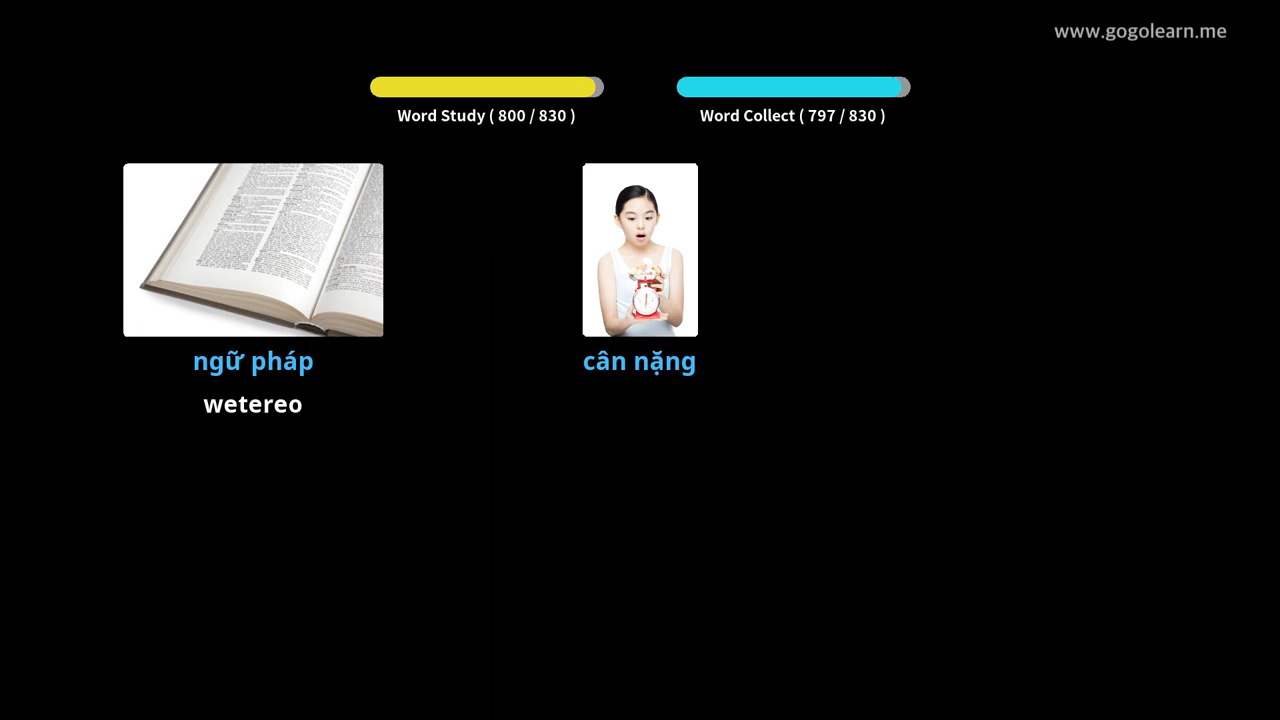 www.gogolearn.me
Word Study ( 800 / 830 )
Word Collect ( 797 / 830 )
ngữ pháp
cân nặng
wetereo